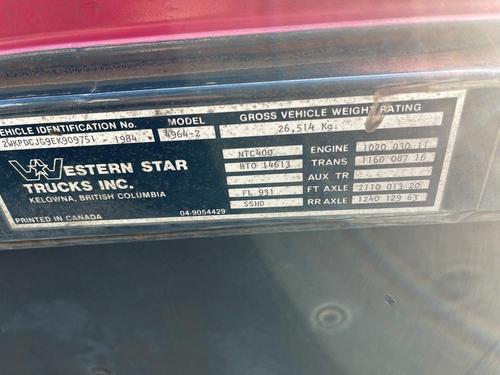 VEHICLE IDENTIFICATION No. MODEL GROSS VEHICLE WEIGHT RATING
2WKPDCJG9EK909751 1984 4964-2 26,514 Kg.
WESTERN STAR
TRUCKS INC.
KELOWNA, BRITISH COLUMBIA
PRINTED IN CANADA 04-9054429
NTC400 ENGINE 1020 030 11
RTO 14613 TRANS 1160 087 16
AUX TR
FL 931 FT AXLE 2110 013 20
SSHD RR AXLE 1240 129 63